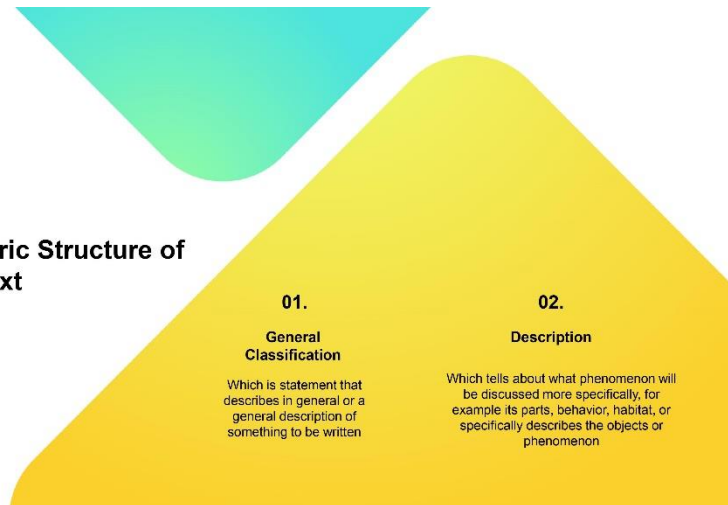 ric Structure of
xt
01.
General
Classification
Which is statement that
describes in general or a
general description of
something to be written
02.
Description
Which tells about what phenomenon will
be discussed more specifically, for
example its parts, behavior, habitat, or
specifically describes the objects or
phenomenon